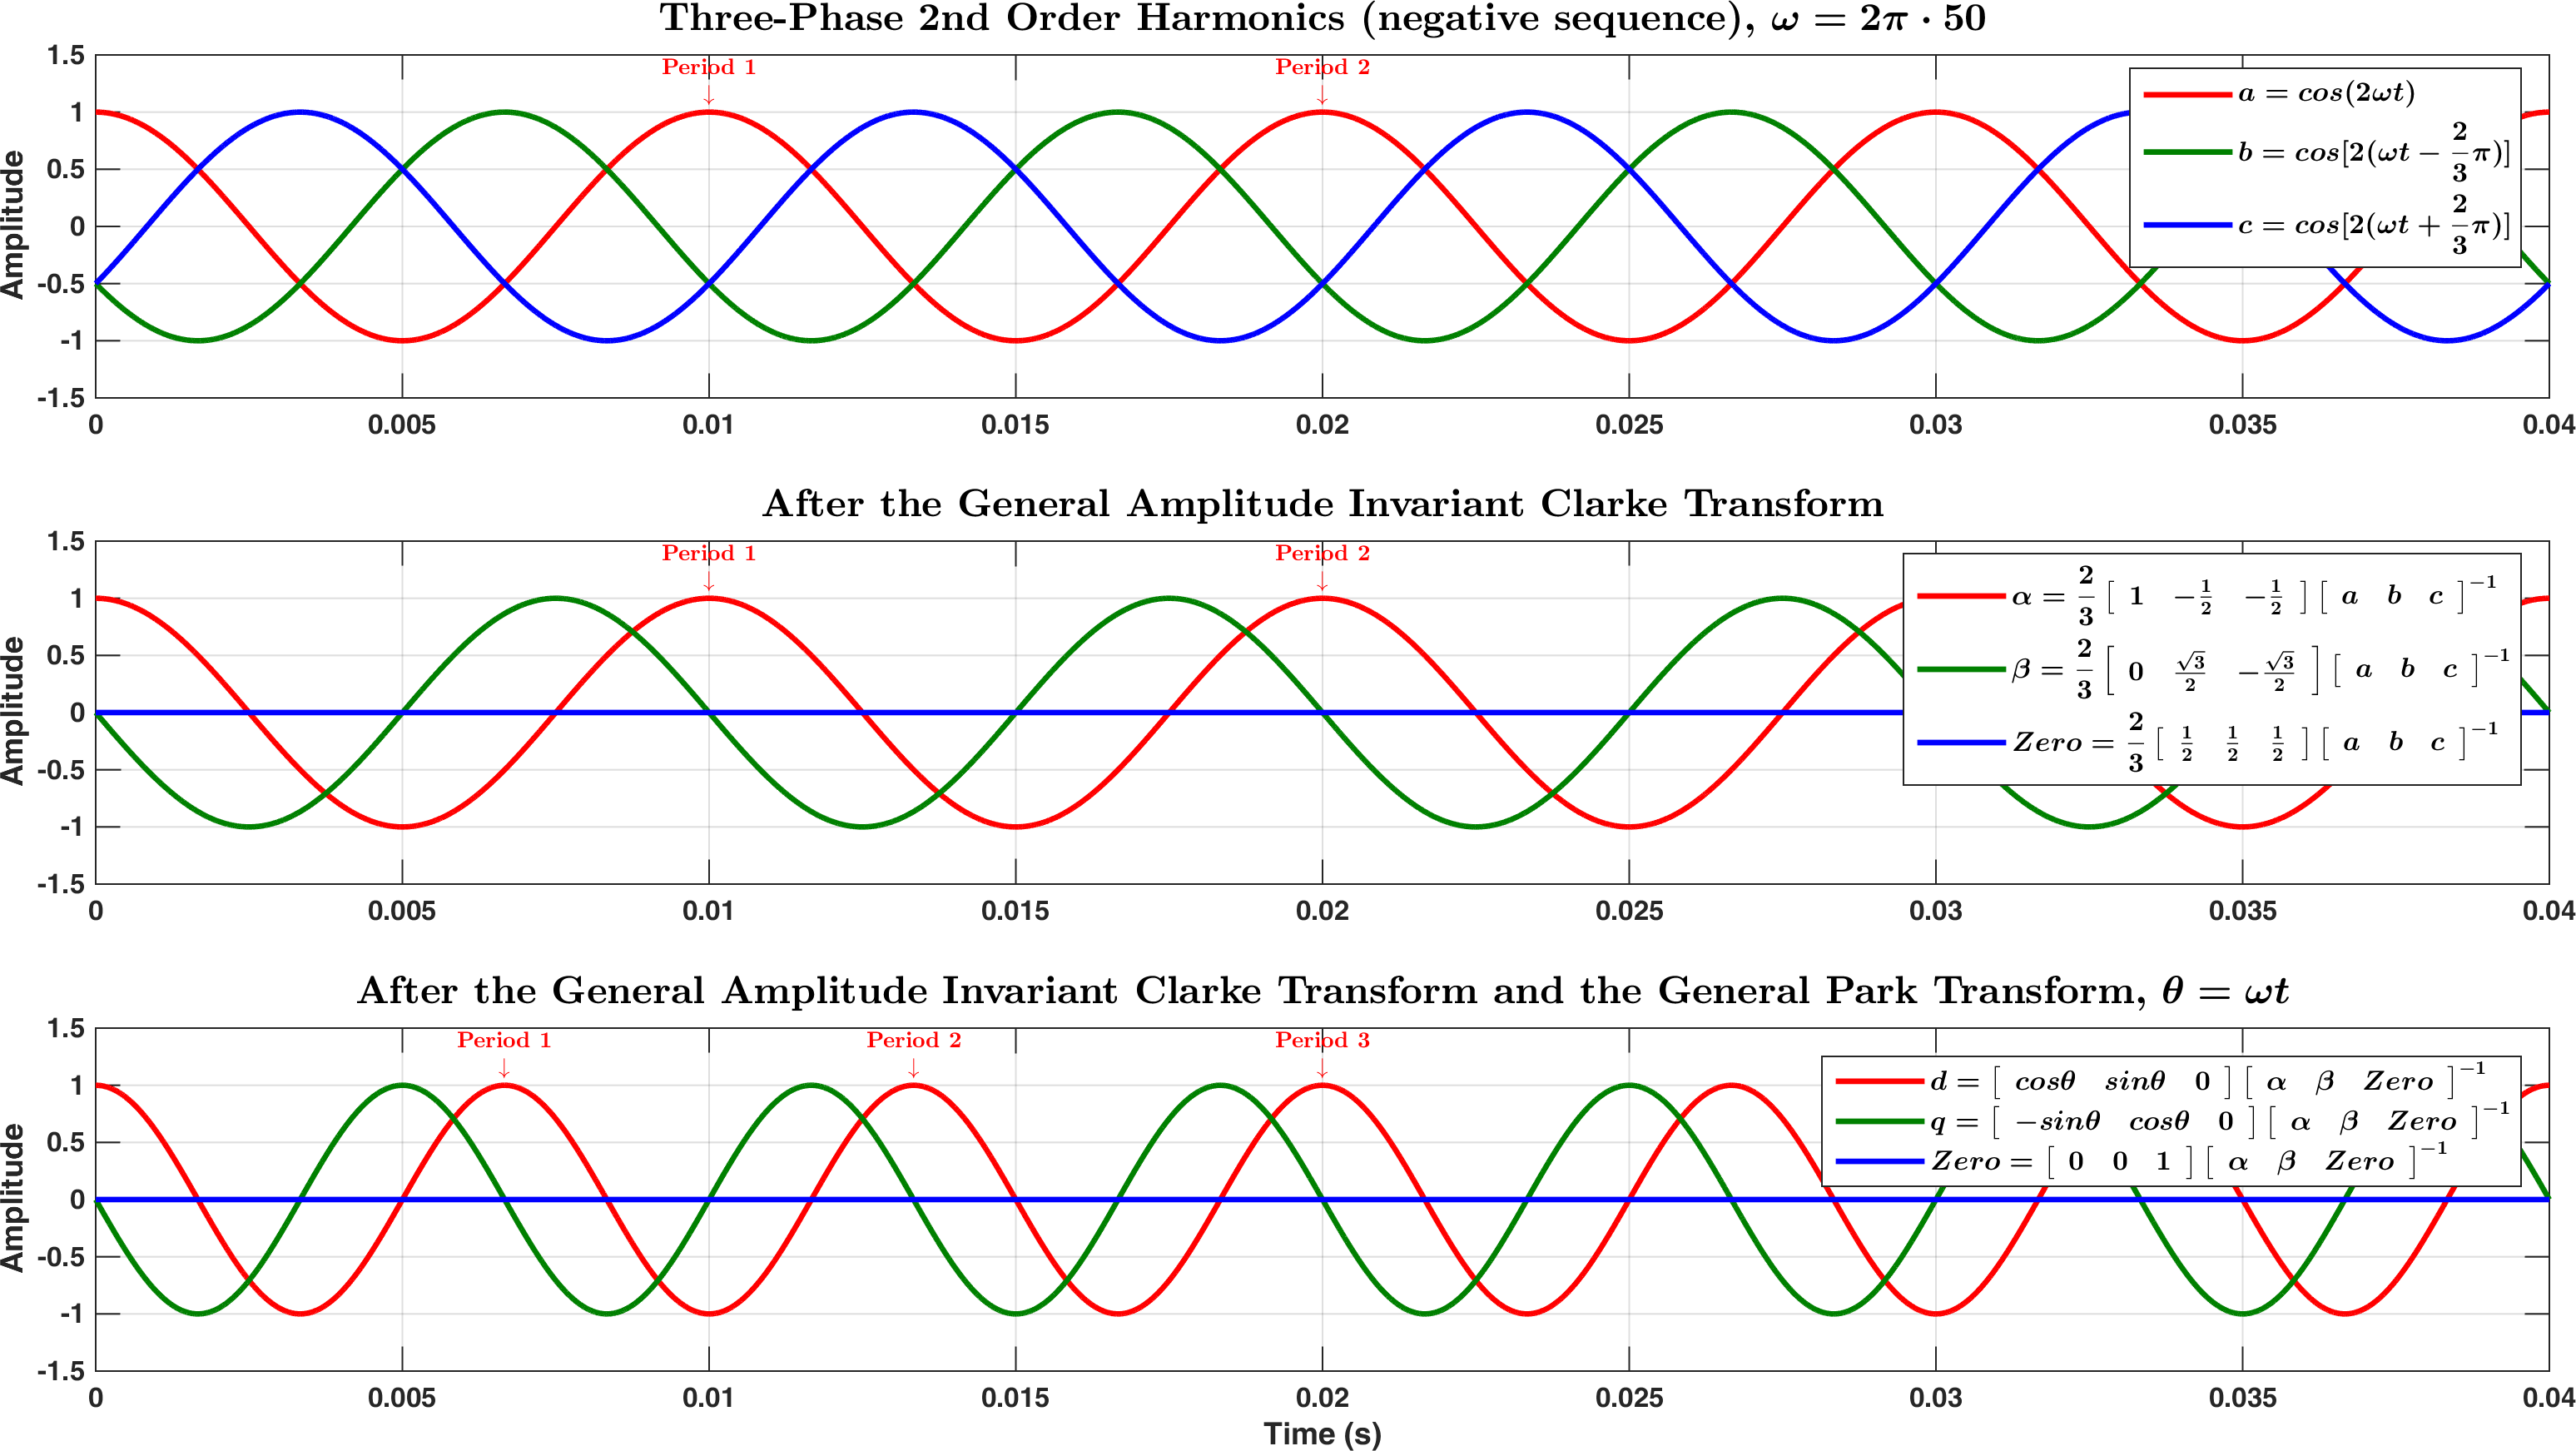 Three-Phase 2nd Order Harmonics (negative sequence), ω = 2π · 50
1.5
1
0.5
0
-0.5
-1
-1.5
Amplitude
Period 1
Period 2
a = cos(2ωt)
b = cos[2(ωt − 2/3 π)]
c = cos[2(ωt + 2/3 π)]
0 0.005 0.01 0.015 0.02 0.025 0.03 0.035 0.04
After the General Amplitude Invariant Clarke Transform
1.5
1
0.5
0
-0.5
-1
-1.5
Amplitude
Period 1
Period 2
α = 2/3 [ 1 −1/2 −1/2 ] [ a b c ]^−1
β = 2/3 [ 0 √3/2 −√3/2 ] [ a b c ]^−1
Zero = 2/3 [ 1/2 1/2 1/2 ] [ a b c ]^−1
0 0.005 0.01 0.015 0.02 0.025 0.03 0.035 0.04
After the General Amplitude Invariant Clarke Transform and the General Park Transform, θ = ωt
1.5
1
0.5
0
-0.5
-1
-1.5
Amplitude
Period 1
Period 2
Period 3
d = [ cosθ sinθ 0 ] [ α β Zero ]^−1
q = [ −sinθ cosθ 0 ] [ α β Zero ]^−1
Zero = [ 0 0 1 ] [ α β Zero ]^−1
0 0.005 0.01 0.015 0.02 0.025 0.03 0.035 0.04
Time (s)